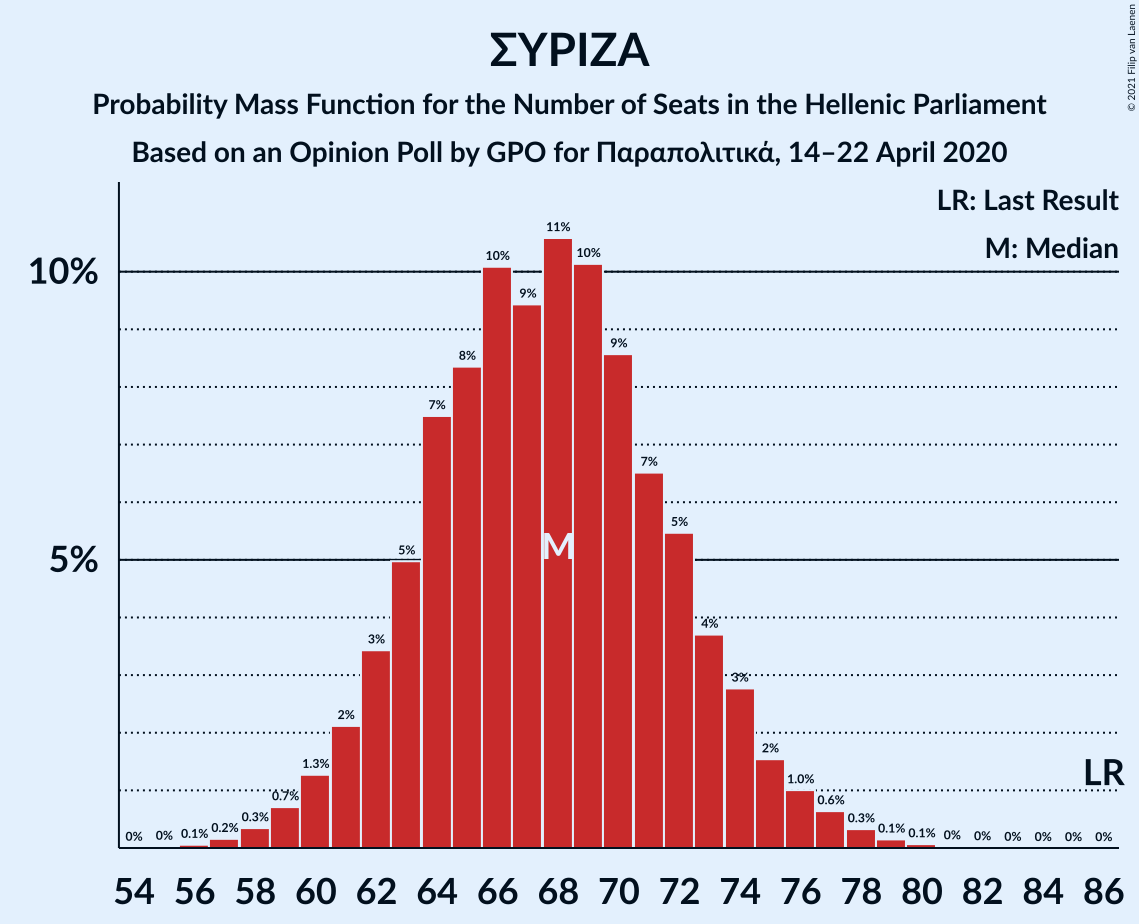 ΣΥΡΙΖΑ
Probability Mass Function for the Number of Seats in the Hellenic Parliament
Based on an Opinion Poll by GPO for Παραπολιτικά, 14–22 April 2020
© 2021 Filip van Laenen
LR: Last Result
M: Median
10%
5%
0% 0% 0.1% 0.2% 0.3% 0.7% 1.3% 2% 3% 5% 7% 8% 10% 9% 11% 10% 9% 7% 5% 4% 3% 2% 1.0% 0.6% 0.3% 0.1% 0.1% 0% 0% 0% 0% 0% 0%
M
LR
54 56 58 60 62 64 66 68 70 72 74 76 78 80 82 84 86